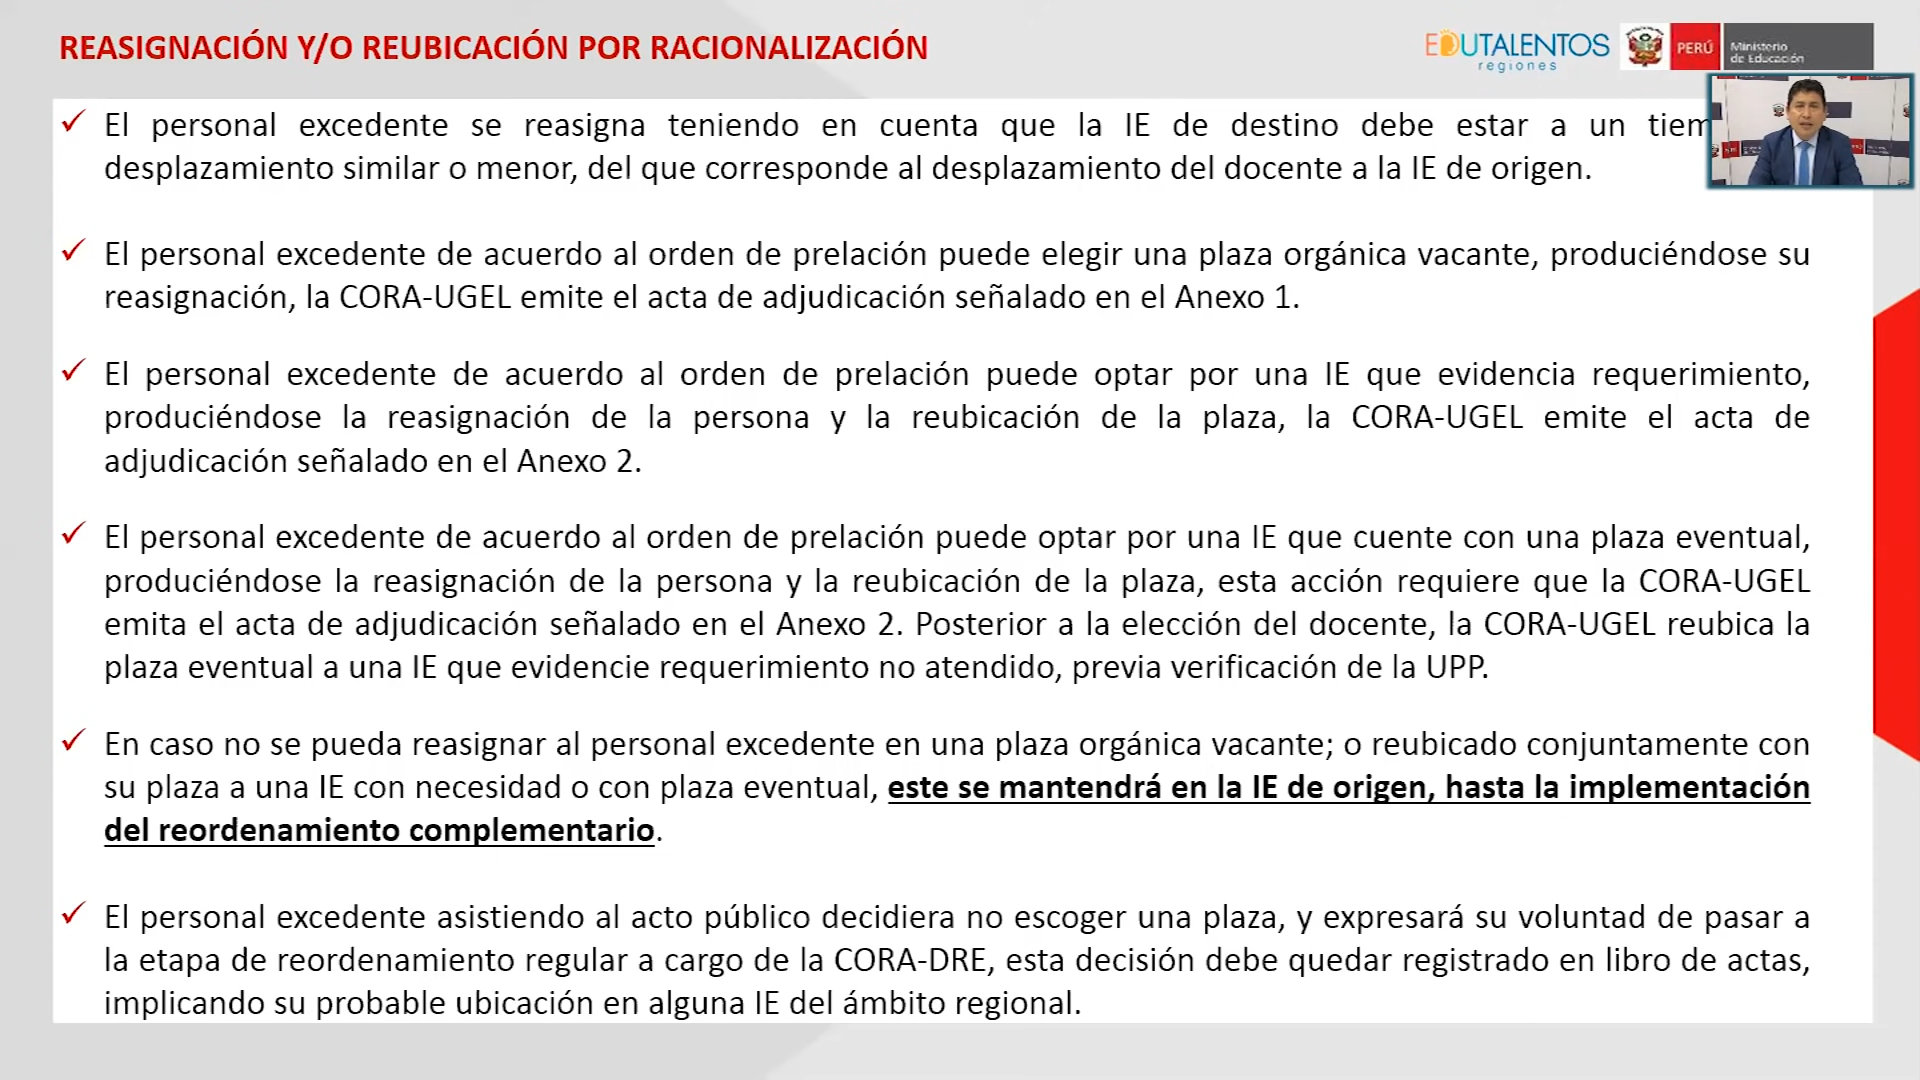 REASIGNACIÓN Y/O REUBICACIÓN POR RACIONALIZACIÓN
EDUTALENTOS
regiones
PERÚ
Ministerio
de Educación
El personal excedente se reasigna teniendo en cuenta que la IE de destino debe estar a un
desplazamiento similar o menor, del que corresponde al desplazamiento del docente a la IE de origen.
El personal excedente de acuerdo al orden de prelación puede elegir una plaza orgánica vacante, produciéndose su
reasignación, la CORA-UGEL emite el acta de adjudicación señalado en el Anexo 1.
El personal excedente de acuerdo al orden de prelación puede optar por una IE que evidencia requerimiento,
produciéndose la reasignación de la persona y la reubicación de la plaza, la CORA-UGEL emite el acta de
adjudicación señalado en el Anexo 2.
El personal excedente de acuerdo al orden de prelación puede optar por una IE que cuente con una plaza eventual,
produciéndose la reasignación de la persona y la reubicación de la plaza, esta acción requiere que la CORA-UGEL
emita el acta de adjudicación señalado en el Anexo 2. Posterior a la elección del docente, la CORA-UGEL reubica la
plaza eventual a una IE que evidencie requerimiento no atendido, previa verificación de la UPP.
En caso no se pueda reasignar al personal excedente en una plaza orgánica vacante; o reubicado conjuntamente con
su plaza a una IE con necesidad o con plaza eventual, este se mantendrá en la IE de origen, hasta la implementación
del reordenamiento complementario.
El personal excedente asistiendo al acto público decidiera no escoger una plaza, y expresará su voluntad de pasar a
la etapa de reordenamiento regular a cargo de la CORA-DRE, esta decisión debe quedar registrado en libro de actas,
implicando su probable ubicación en alguna IE del ámbito regional.